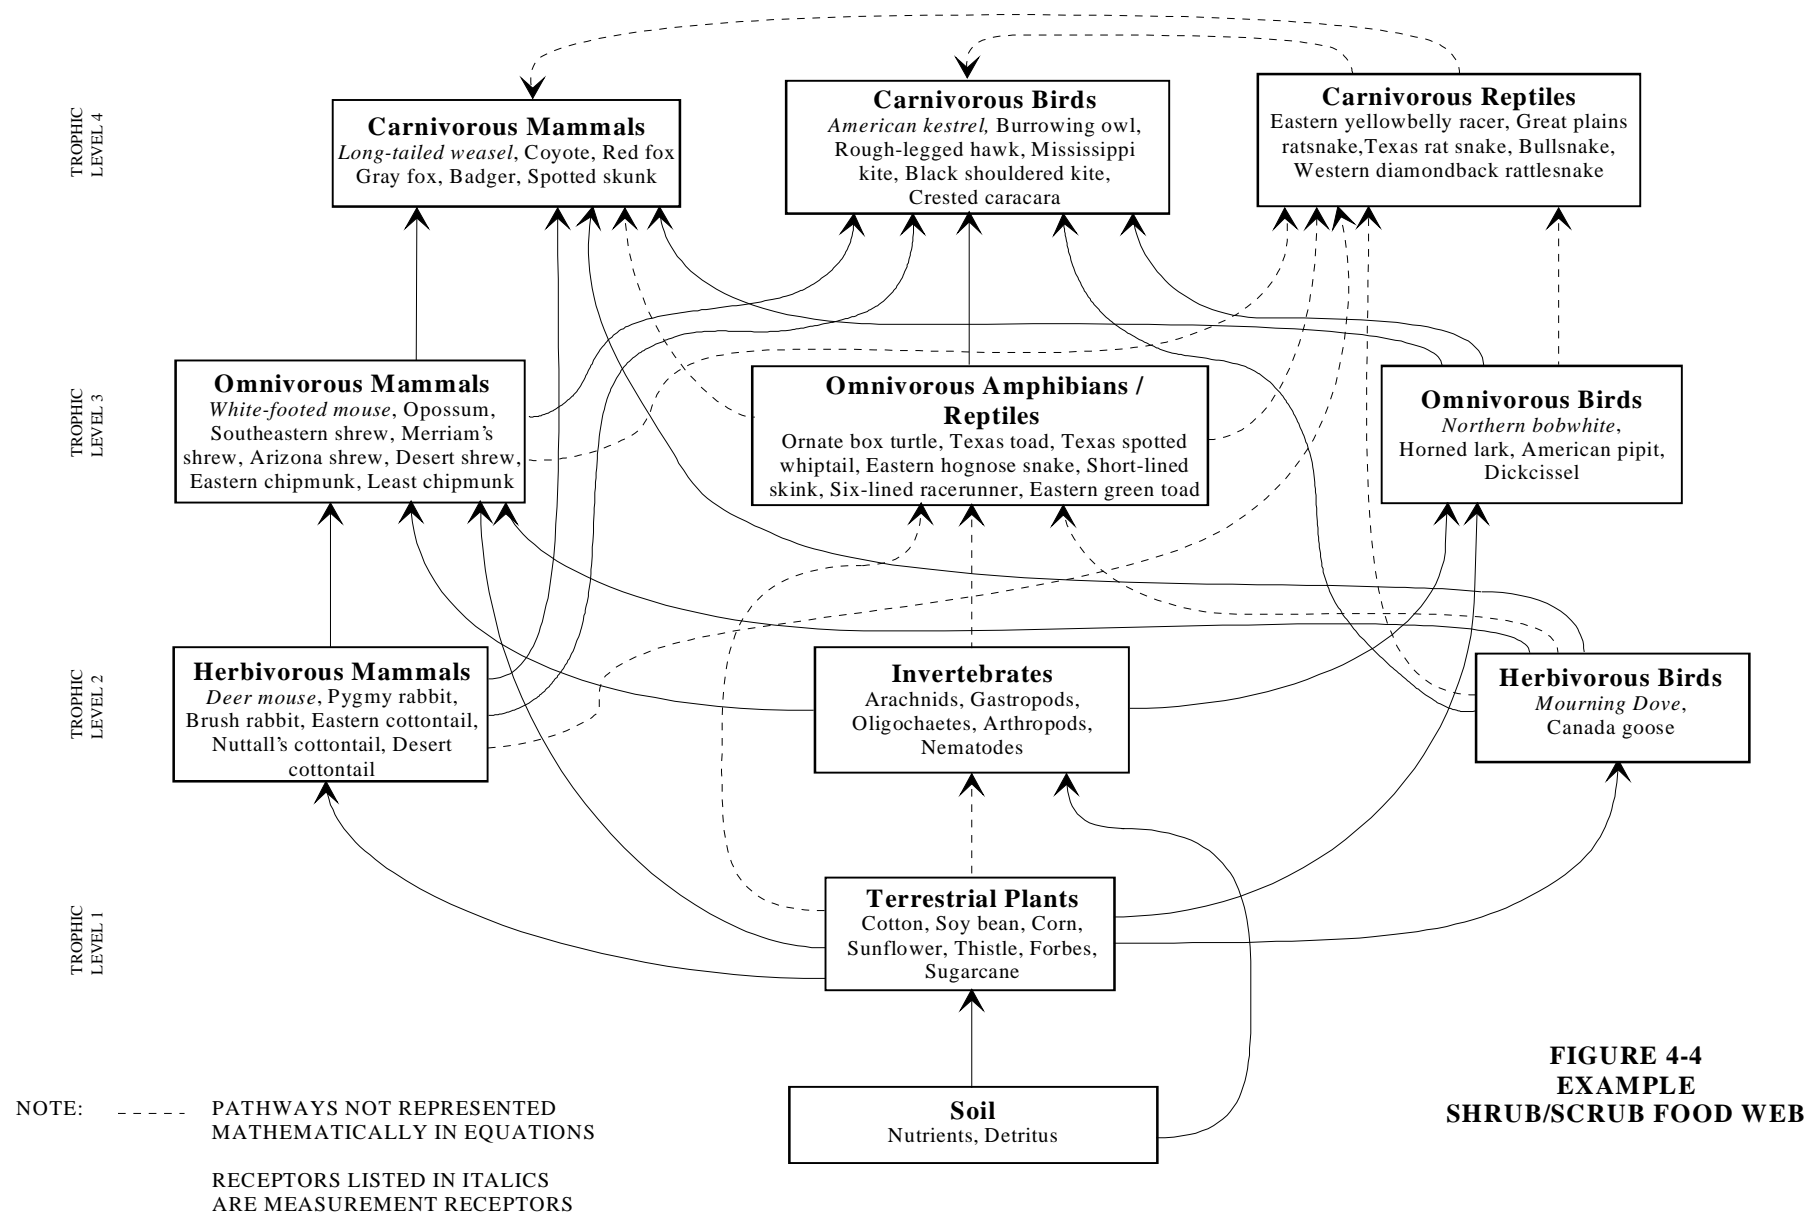 TROPHIC
LEVEL 4
Carnivorous Mammals
Long-tailed weasel, Coyote, Red fox
Gray fox, Badger, Spotted skunk
Carnivorous Birds
American kestrel, Burrowing owl,
Rough-legged hawk, Mississippi
kite, Black shouldered kite,
Crested caracara
Carnivorous Reptiles
Eastern yellowbelly racer, Great plains
ratsnake,Texas rat snake, Bullsnake,
Western diamondback rattlesnake
TROPHIC
LEVEL 3
Omnivorous Mammals
White-footed mouse, Opossum,
Southeastern shrew, Merriam's
shrew, Arizona shrew, Desert shrew,
Eastern chipmunk, Least chipmunk
Omnivorous Amphibians /
Reptiles
Ornate box turtle, Texas toad, Texas spotted
whiptail, Eastern hognose snake, Short-lined
skink, Six-lined racerunner, Eastern green toad
Omnivorous Birds
Northern bobwhite,
Horned lark, American pipit,
Dickcissel
TROPHIC
LEVEL 2
Herbivorous Mammals
Deer mouse, Pygmy rabbit,
Brush rabbit, Eastern cottontail,
Nuttall's cottontail, Desert
cottontail
Invertebrates
Arachnids, Gastropods,
Oligochaetes, Arthropods,
Nematodes
Herbivorous Birds
Mourning Dove,
Canada goose
TROPHIC
LEVEL 1
Terrestrial Plants
Cotton, Soy bean, Corn,
Sunflower, Thistle, Forbes,
Sugarcane
Soil
Nutrients, Detritus
FIGURE 4-4
EXAMPLE
SHRUB/SCRUB FOOD WEB
NOTE:
PATHWAYS NOT REPRESENTED
MATHEMATICALLY IN EQUATIONS
RECEPTORS LISTED IN ITALICS
ARE MEASUREMENT RECEPTORS